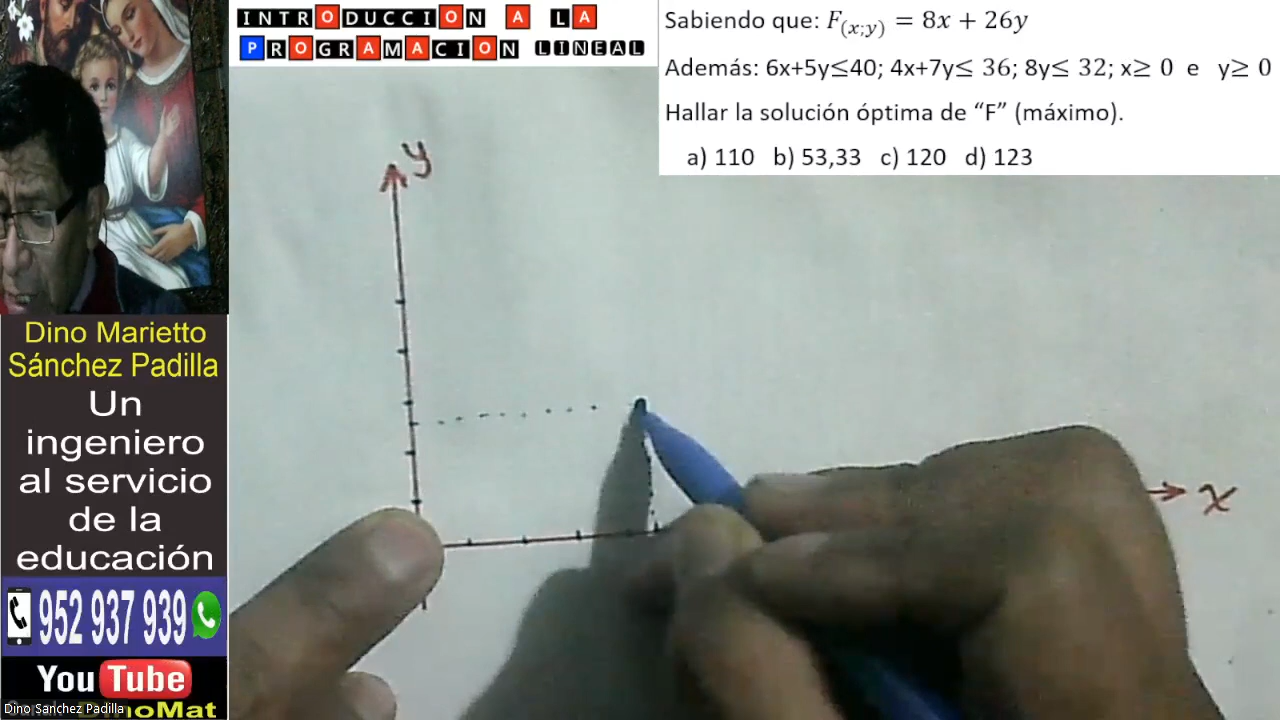 INTRODUCCION A LA
PROGRAMACION LINEAL
Sabiendo que: F(x;y) = 8x + 26y
Además: 6x+5y≤40; 4x+7y≤ 36; 8y≤ 32; x≥ 0 e y≥ 0
Hallar la solución óptima de “F” (máximo).
a) 110 b) 53,33 c) 120 d) 123
y
x
Dino Marietto
Sánchez Padilla
Un
ingeniero
al servicio
de la
educación
952 937 939
YouTube
Dino Sanchez Padilla
DinoMat